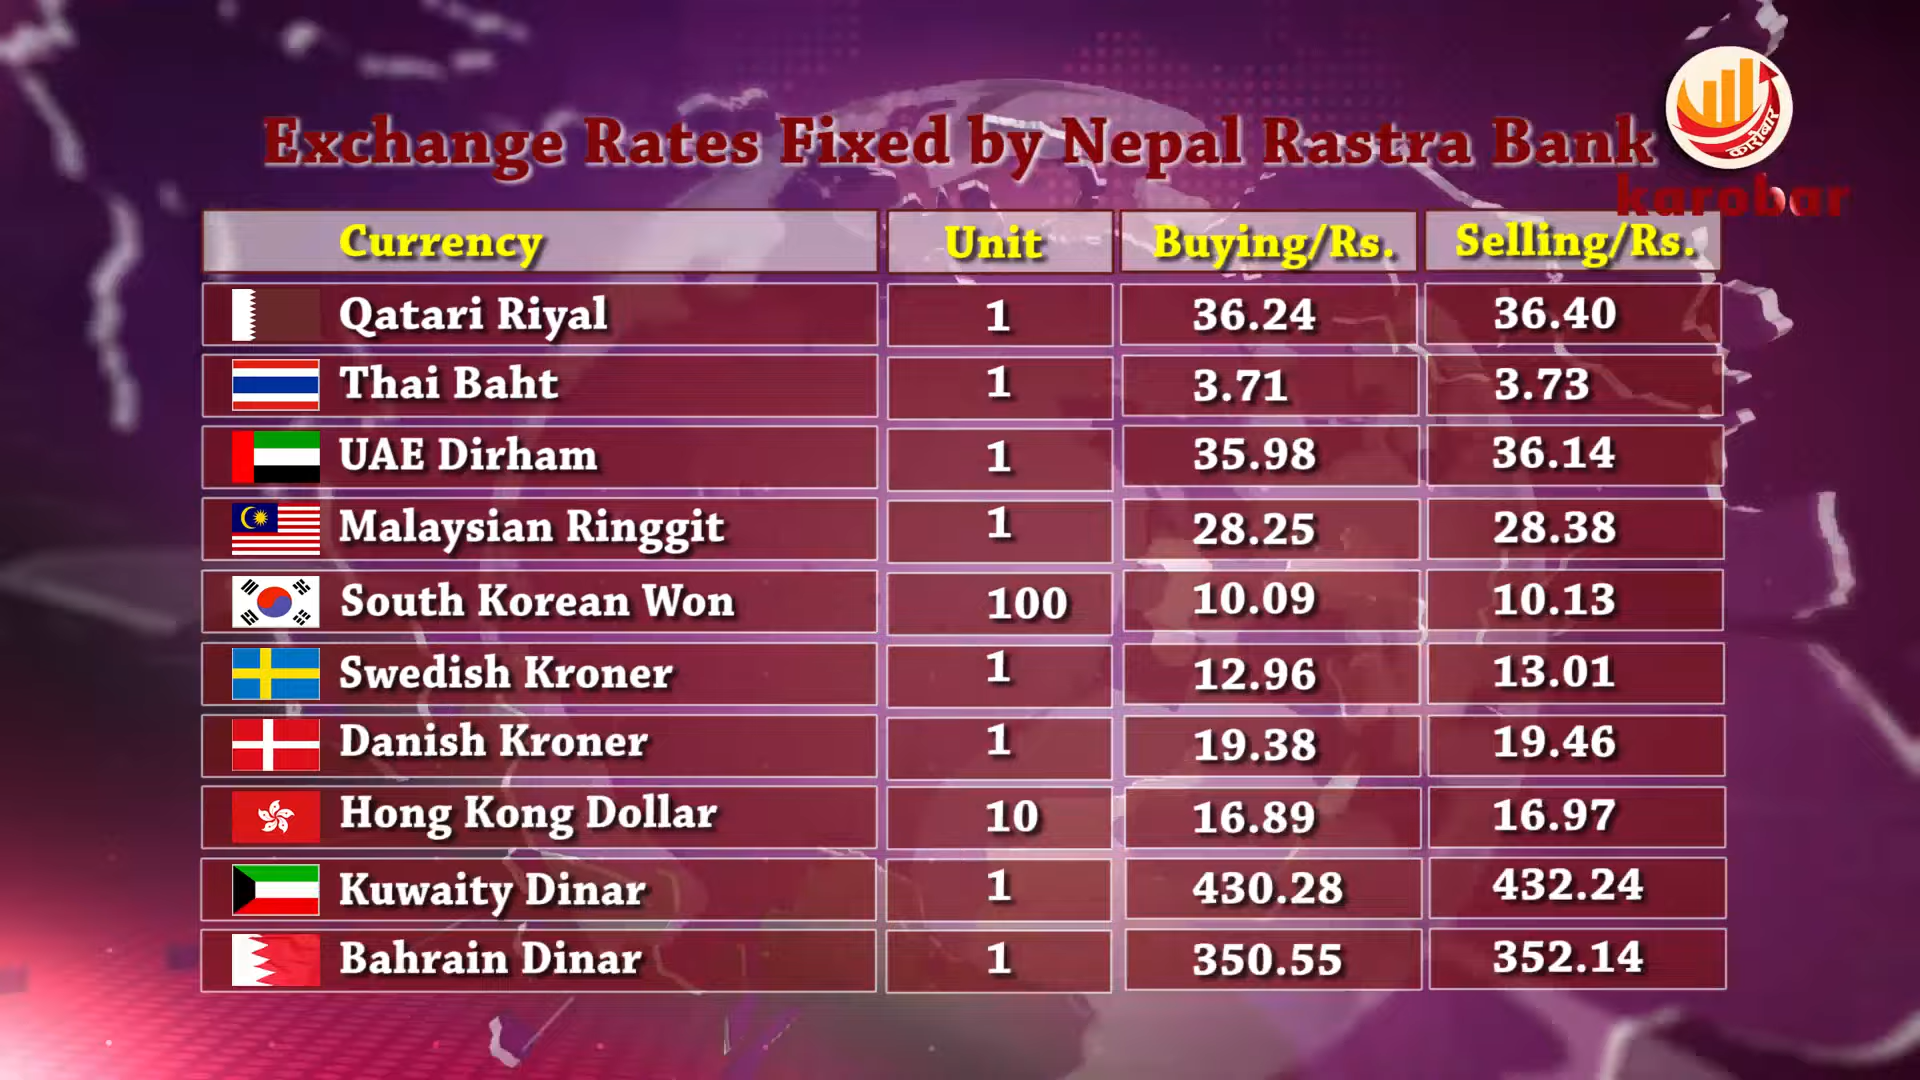 Exchange Rates Fixed by Nepal Rastra Bank
कारोबार
karobar
Currency Unit Buying/Rs. Selling/Rs.
Qatari Riyal 1 36.24 36.40
Thai Baht 1 3.71 3.73
UAE Dirham 1 35.98 36.14
Malaysian Ringgit 1 28.25 28.38
South Korean Won 100 10.09 10.13
Swedish Kroner 1 12.96 13.01
Danish Kroner 1 19.38 19.46
Hong Kong Dollar 10 16.89 16.97
Kuwaity Dinar 1 430.28 432.24
Bahrain Dinar 1 350.55 352.14